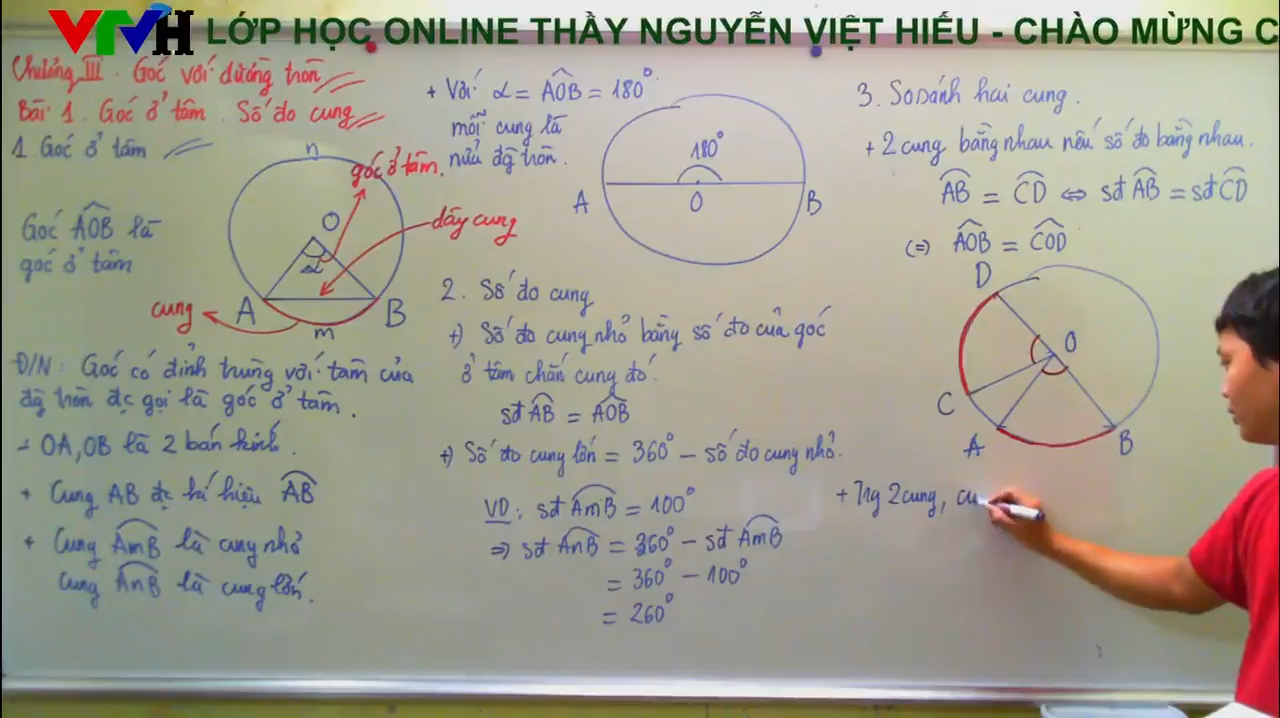 VTVH LỚP HỌC ONLINE THẦY NGUYỄN VIỆT HIẾU - CHÀO MỪNG C
Chương III. Góc với đường tròn
Bài 1. Góc ở tâm. Số đo cung
1. Góc ở tâm
n
góc ở tâm.
O
dây cung
α
Góc AOB là
góc ở tâm
cung
A
B
m
Đ/N: Góc có đỉnh trùng với tâm của
đg tròn đc gọi là góc ở tâm.
- OA, OB là 2 bán kính.
+ Cung AB đc kí hiệu AB
+ Cung AmB là cung nhỏ
cung AnB là cung lớn.
+ Với α = AOB = 180°
mỗi cung là
nửa đg tròn.
180°
A
O
B
2. Số đo cung
+) Số đo cung nhỏ bằng số đo của góc
ở tâm chắn cung đó.
sđ AB = AOB
+) Số đo cung lớn = 360° - số đo cung nhỏ.
VD: sđ AmB = 100°
⇒ sđ AnB = 360° - sđ AmB
= 360° - 100°
= 260°
3. So sánh hai cung.
+ 2 cung bằng nhau nếu số đo bằng nhau.
AB = CD ⇔ sđ AB = sđ CD
⇔ AOB = COD
D
O
C
A
B
+ Trg 2 cung, cu